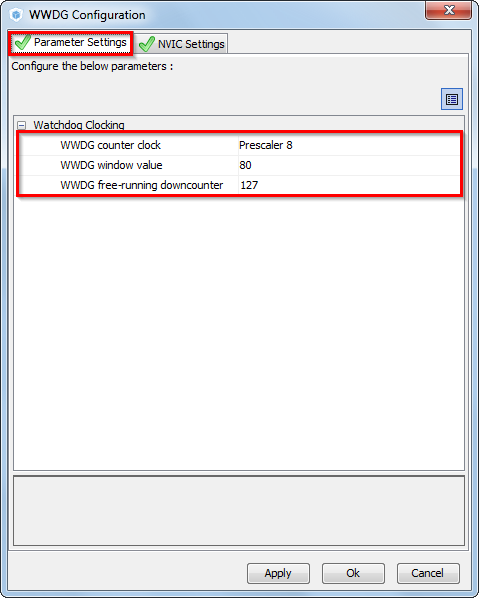 WWDG Configuration
Parameter Settings NVIC Settings
Configure the below parameters :
Watchdog Clocking
WWDG counter clock Prescaler 8
WWDG window value 80
WWDG free-running downcounter 127
Apply Ok Cancel